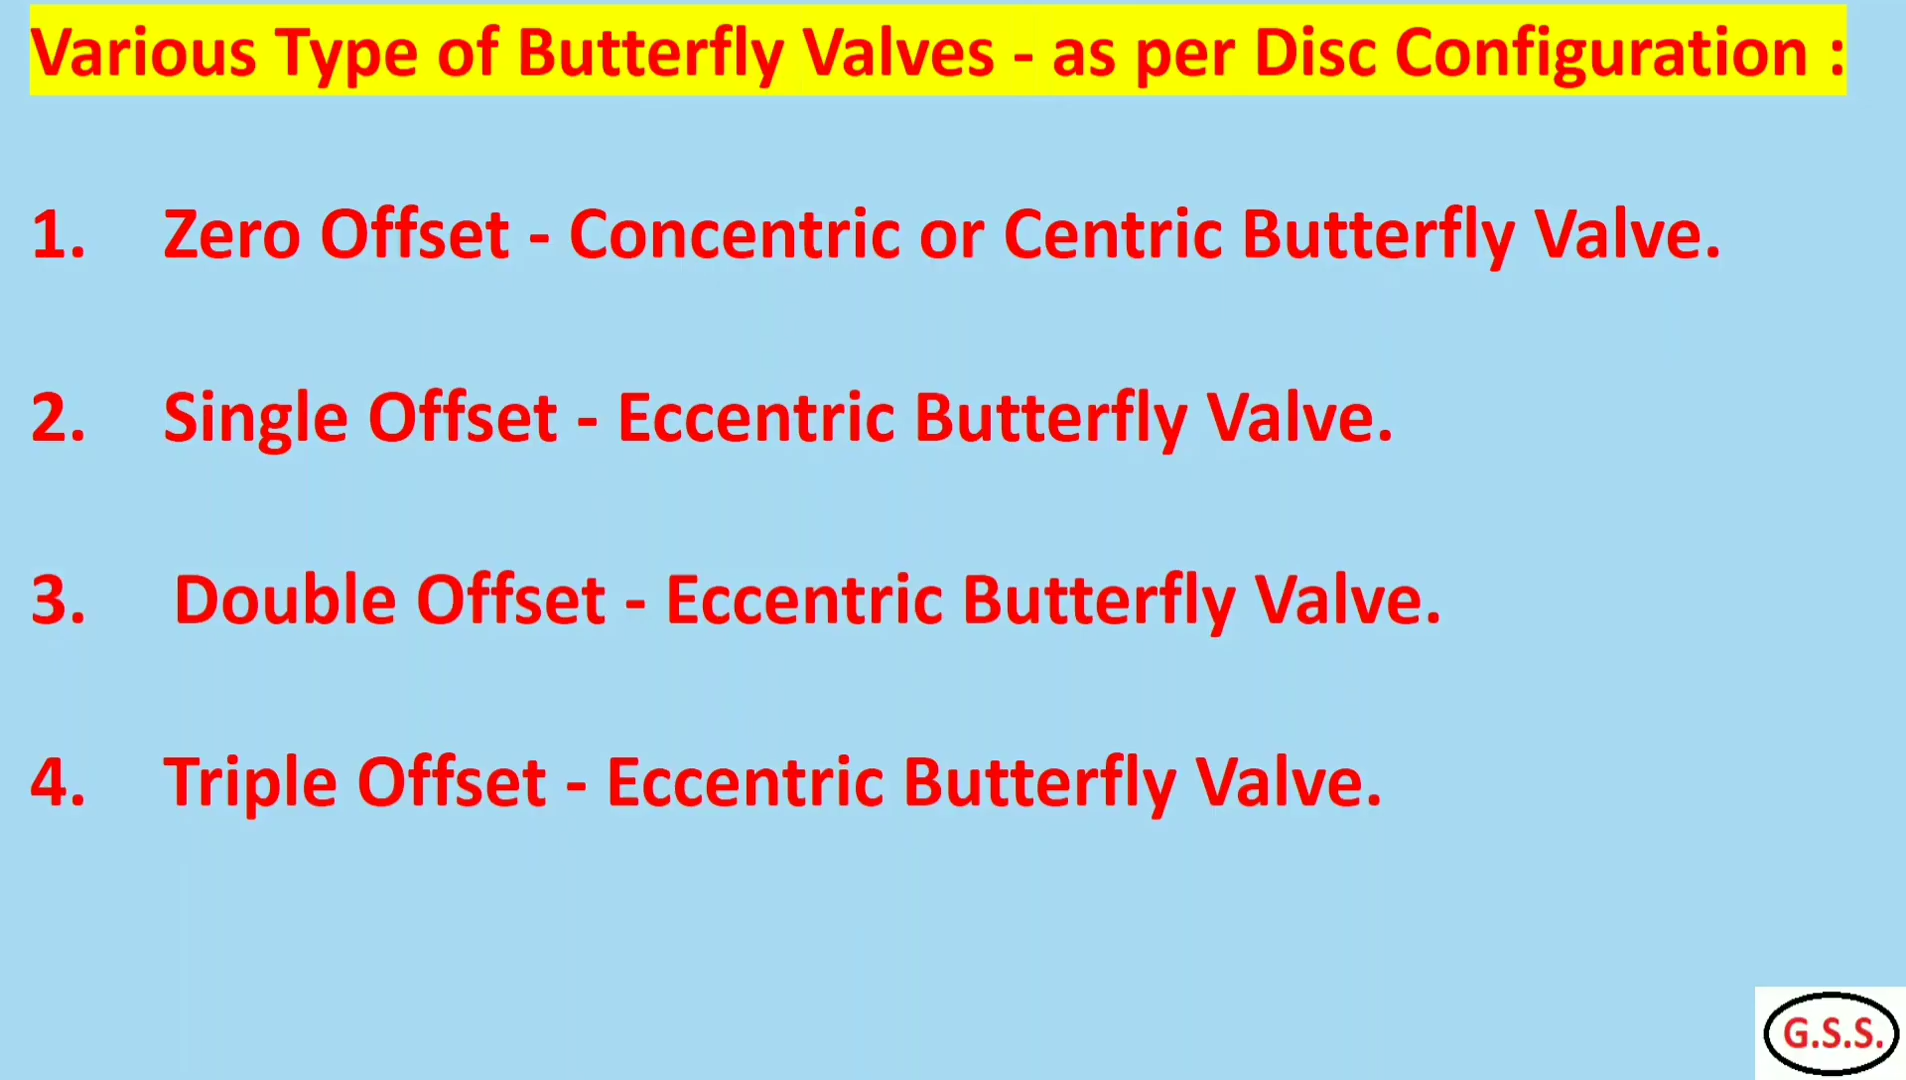 Various Type of Butterfly Valves - as per Disc Configuration :
1. Zero Offset - Concentric or Centric Butterfly Valve.
2. Single Offset - Eccentric Butterfly Valve.
3. Double Offset - Eccentric Butterfly Valve.
4. Triple Offset - Eccentric Butterfly Valve.
G.S.S.